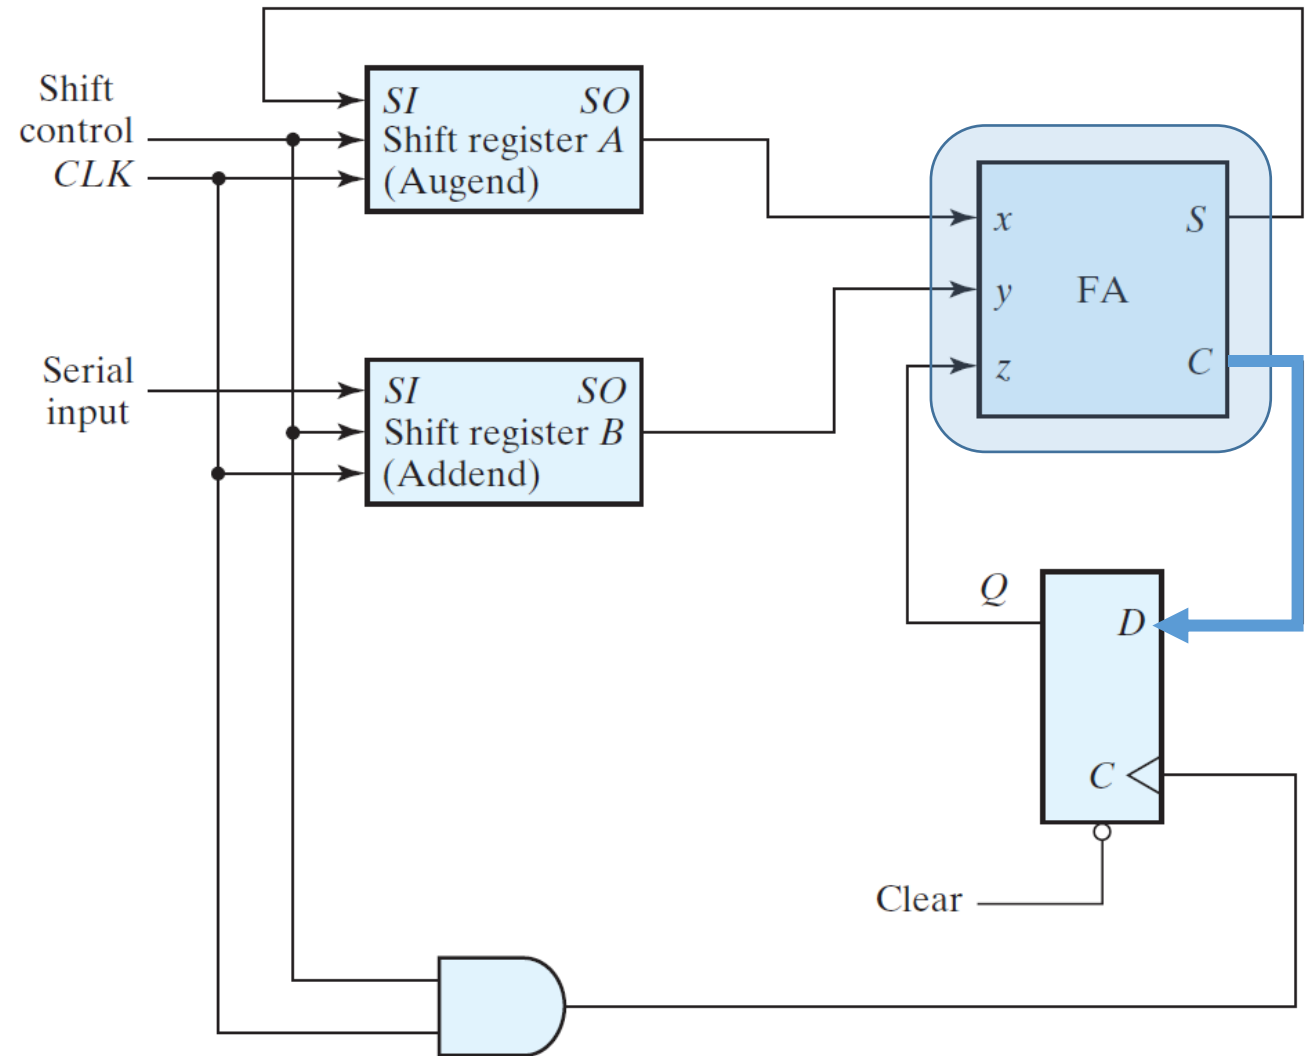 Shift
control
CLK
SI SO
Shift register A
(Augend)
x S
y FA
z C
Serial
input
SI SO
Shift register B
(Addend)
Q
D
C
Clear